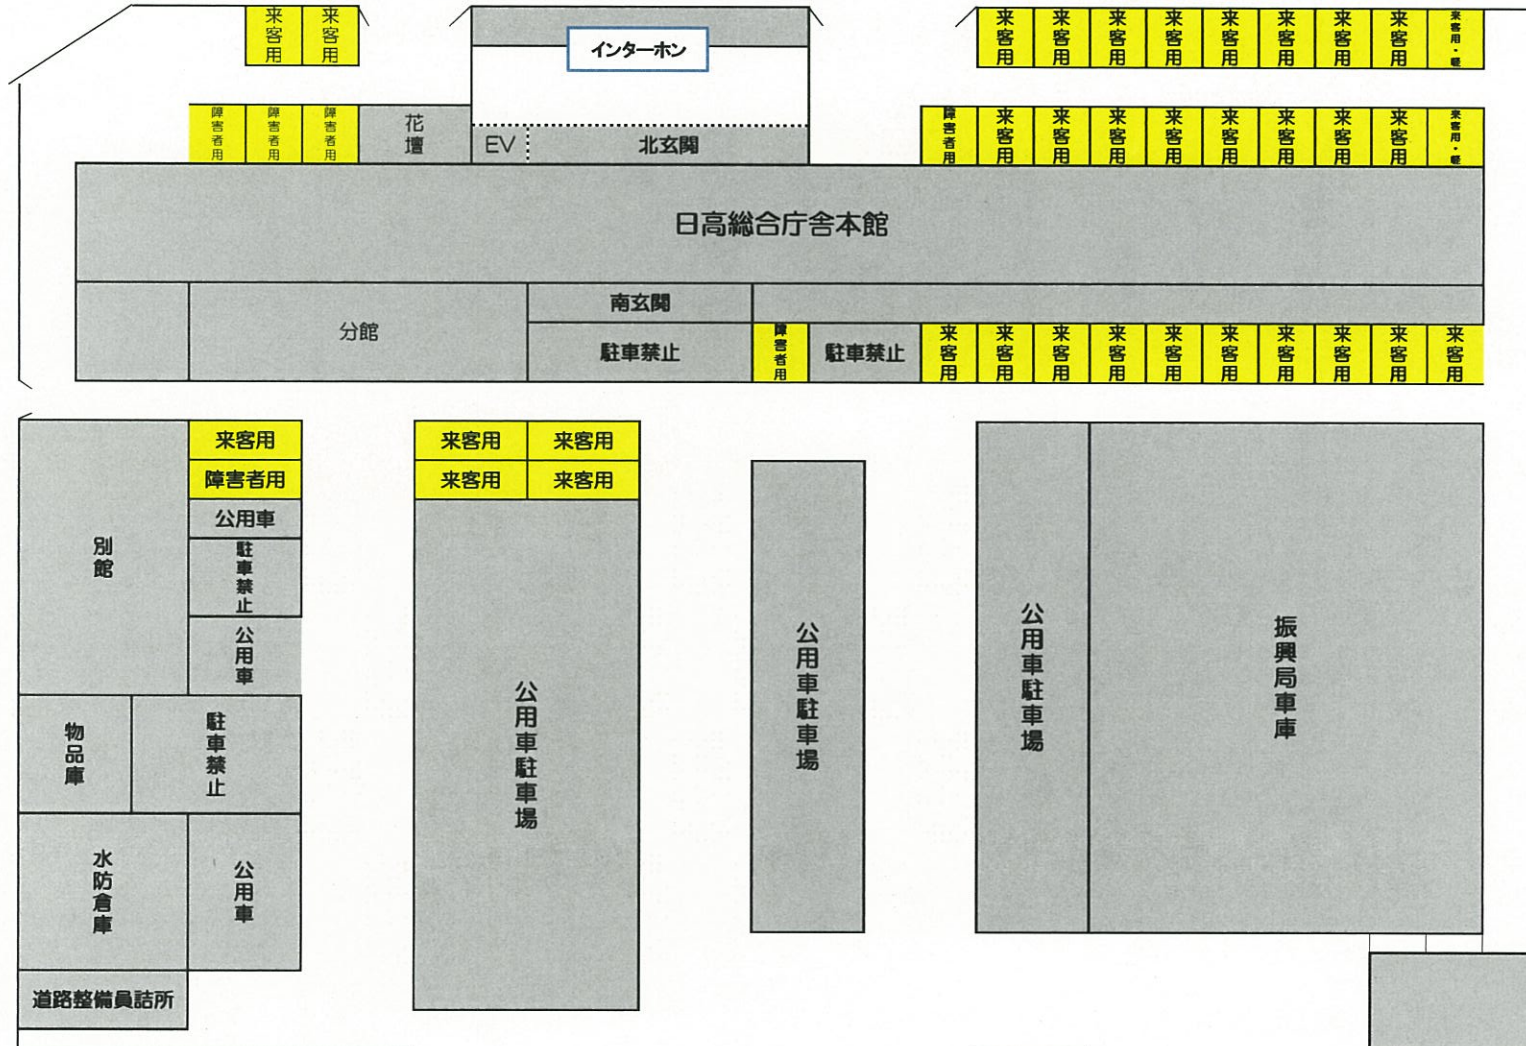 来客用 来客用
インターホン
来客用 来客用 来客用 来客用 来客用 来客用 来客用 来客用 来客用・軽
障害者用 障害者用 障害者用 花壇
EV 北玄関
障害者用 来客用 来客用 来客用 来客用 来客用 来客用 来客用 来客用 来客用・軽
日高総合庁舎本館
分館
南玄関
駐車禁止 障害者用 駐車禁止 来客用 来客用 来客用 来客用 来客用 来客用 来客用 来客用 来客用 来客用
別館
来客用
障害者用
公用車
駐車禁止
公用車
来客用 来客用
来客用 来客用
公用車駐車場
公用車駐車場
公用車駐車場
振興局車庫
物品庫
駐車禁止
水防倉庫
公用車
道路整備員詰所